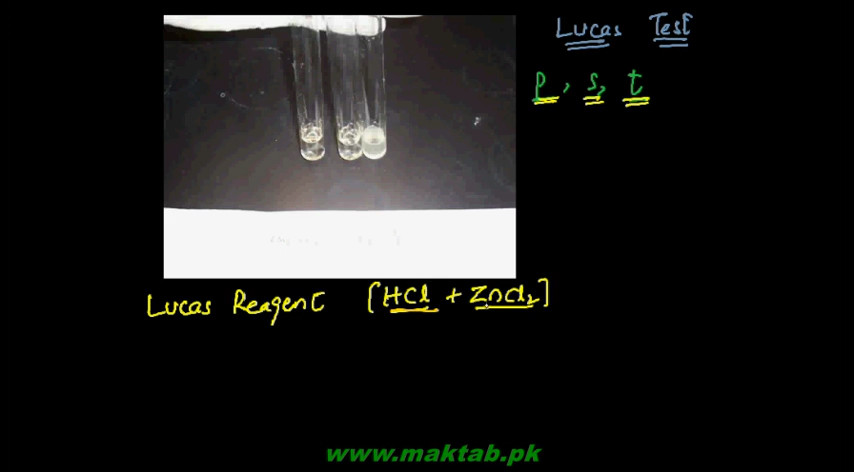 Lucas Test
p, s, t
Lucas Reagent [HCl + ZnCl₂]
www.maktab.pk